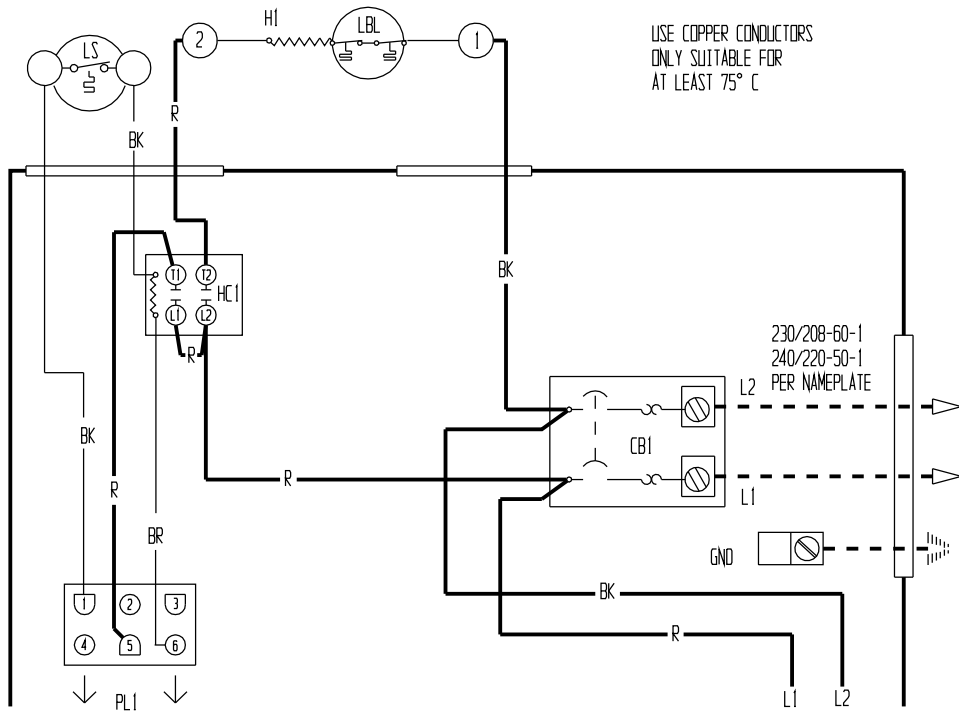 H1
LBL
2
1
LS
USE COPPER CONDUCTORS
ONLY SUITABLE FOR
AT LEAST 75° C
R
BK
BK
T1
T2
HC1
L1
L2
R
230/208-60-1
240/220-50-1
PER NAMEPLATE
L2
BK
CB1
R
R
L1
BR
GND
BK
1
2
3
R
4
5
6
PL1
L1
L2